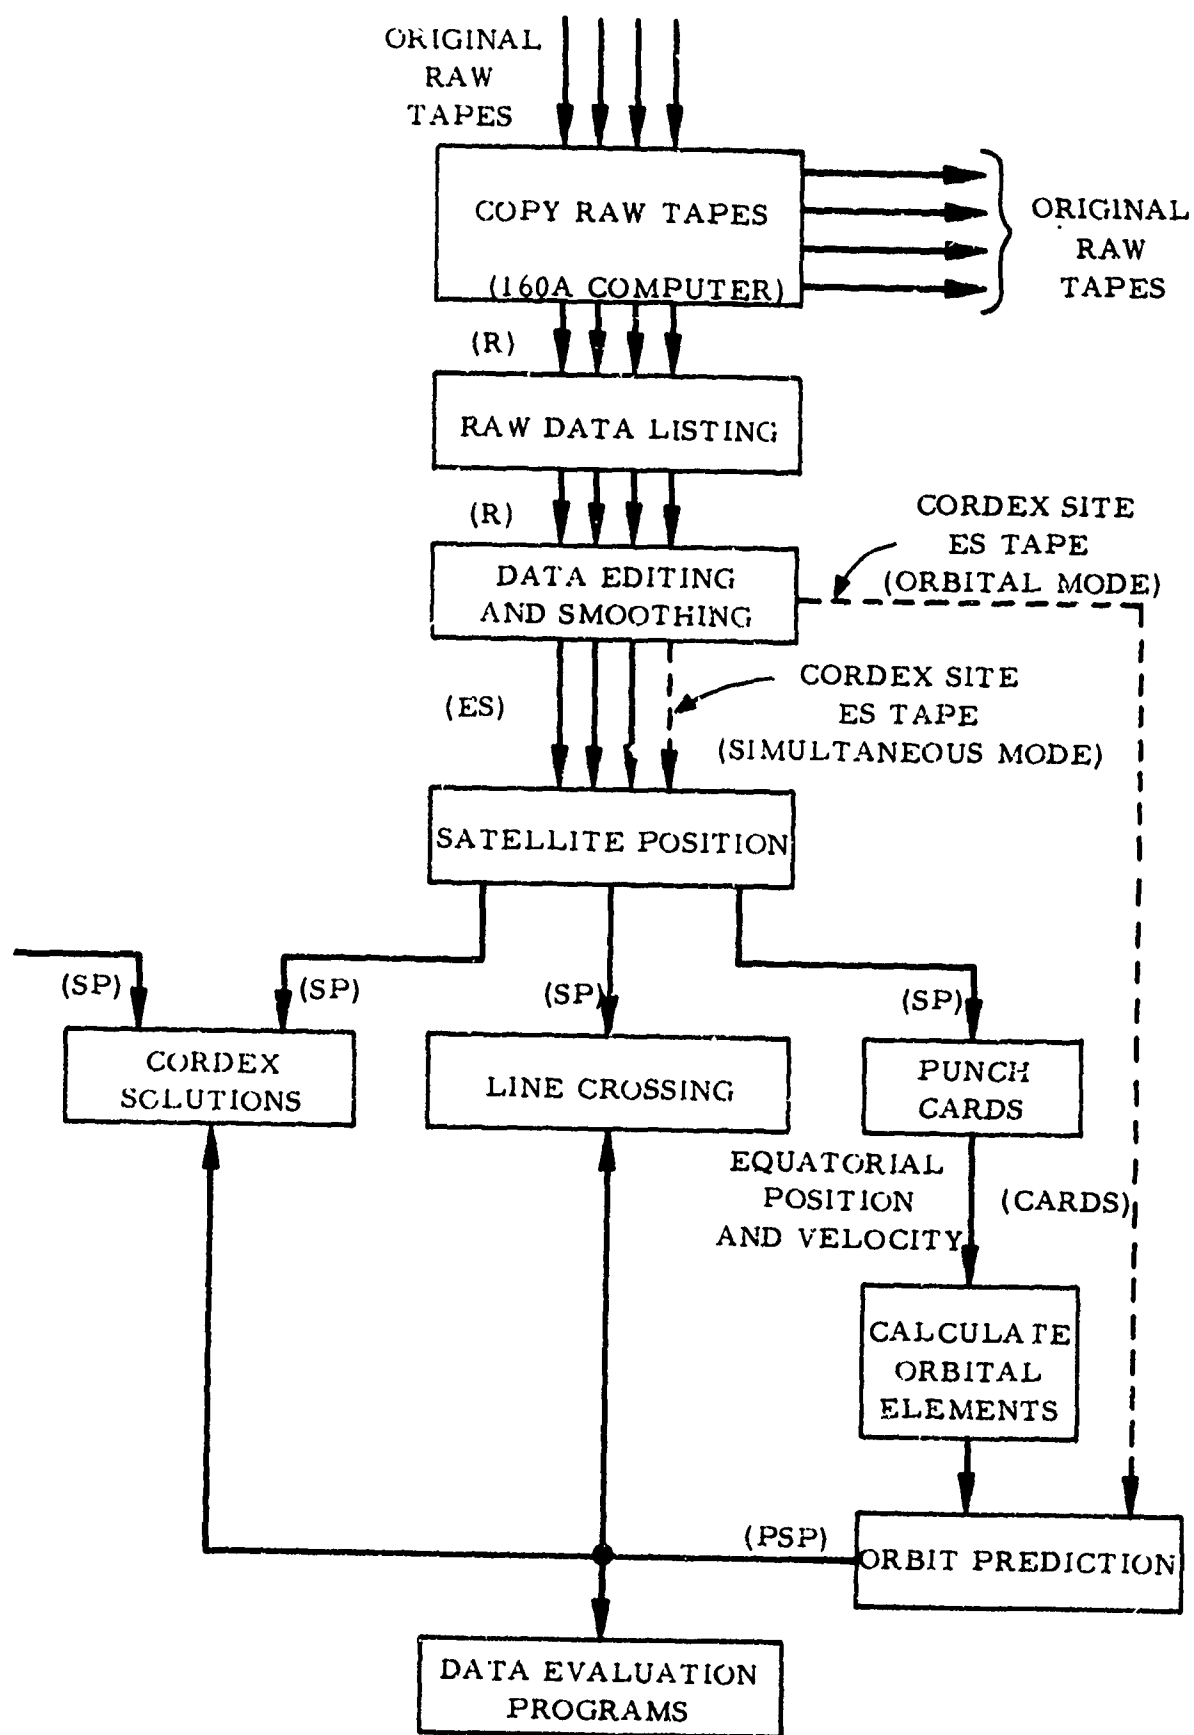 ORIGINAL
RAW
TAPES
COPY RAW TAPES
(160A COMPUTER)
ORIGINAL
RAW
TAPES
(R)
RAW DATA LISTING
(R)
DATA EDITING
AND SMOOTHING
CORDEX SITE
ES TAPE
(ORBITAL MODE)
(ES)
CORDEX SITE
ES TAPE
(SIMULTANEOUS MODE)
SATELLITE POSITION
(SP)
(SP)
(SP)
(SP)
CORDEX
SOLUTIONS
LINE CROSSING
PUNCH
CARDS
EQUATORIAL
POSITION
AND VELOCITY
(CARDS)
CALCULATE
ORBITAL
ELEMENTS
(PSP)
ORBIT PREDICTION
DATA EVALUATION
PROGRAMS